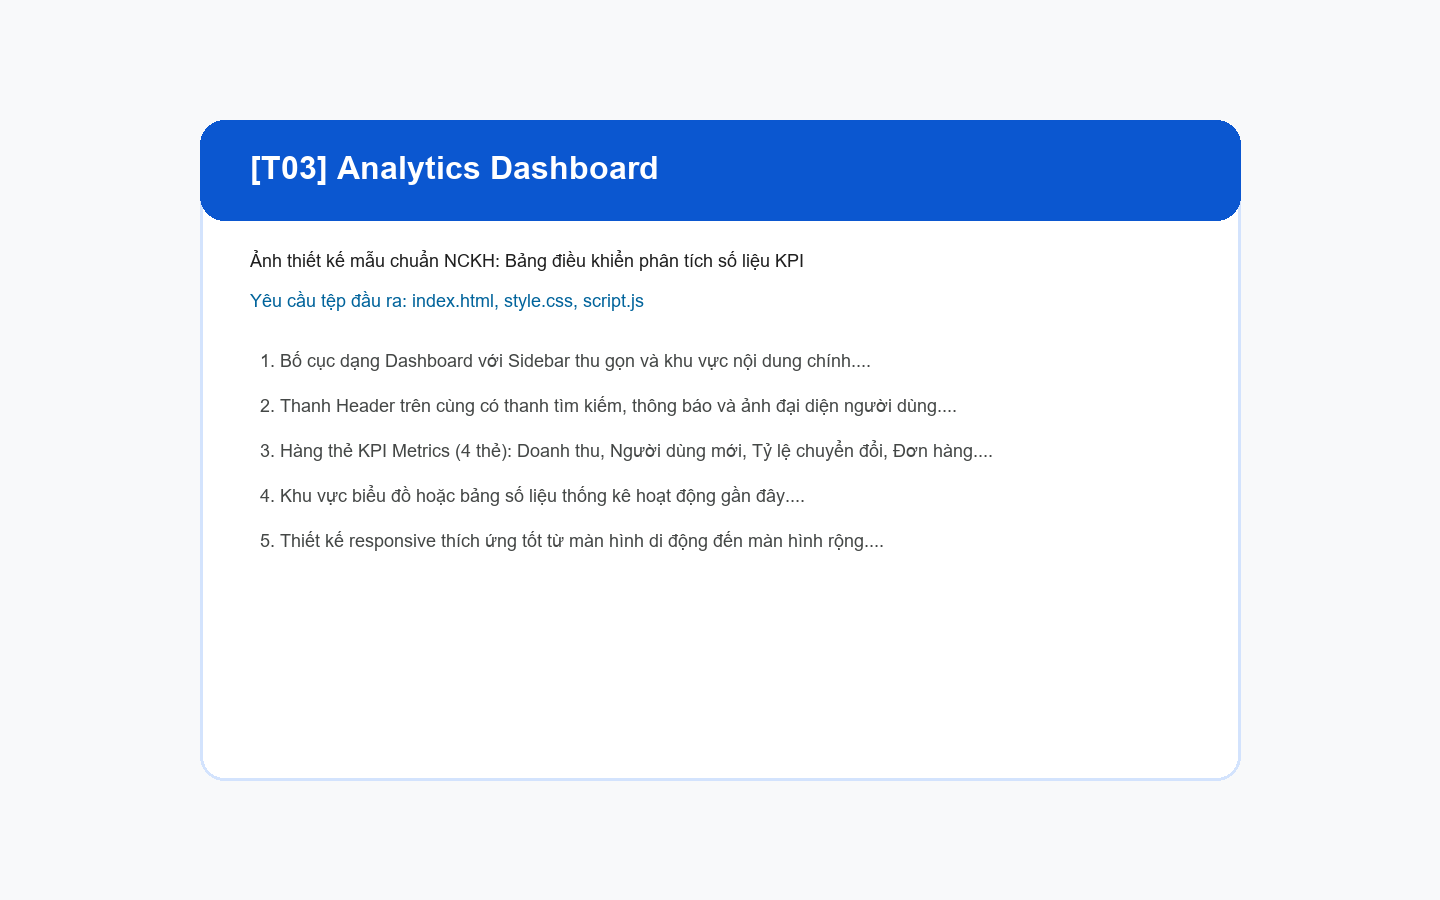 [T03] Analytics Dashboard
Ảnh thiết kế mẫu chuẩn NCKH: Bảng điều khiển phân tích số liệu KPI
Yêu cầu tệp đầu ra: index.html, style.css, script.js
1. Bố cục dạng Dashboard với Sidebar thu gọn và khu vực nội dung chính....
2. Thanh Header trên cùng có thanh tìm kiếm, thông báo và ảnh đại diện người dùng....
3. Hàng thẻ KPI Metrics (4 thẻ): Doanh thu, Người dùng mới, Tỷ lệ chuyển đổi, Đơn hàng....
4. Khu vực biểu đồ hoặc bảng số liệu thống kê hoạt động gần đây....
5. Thiết kế responsive thích ứng tốt từ màn hình di động đến màn hình rộng....